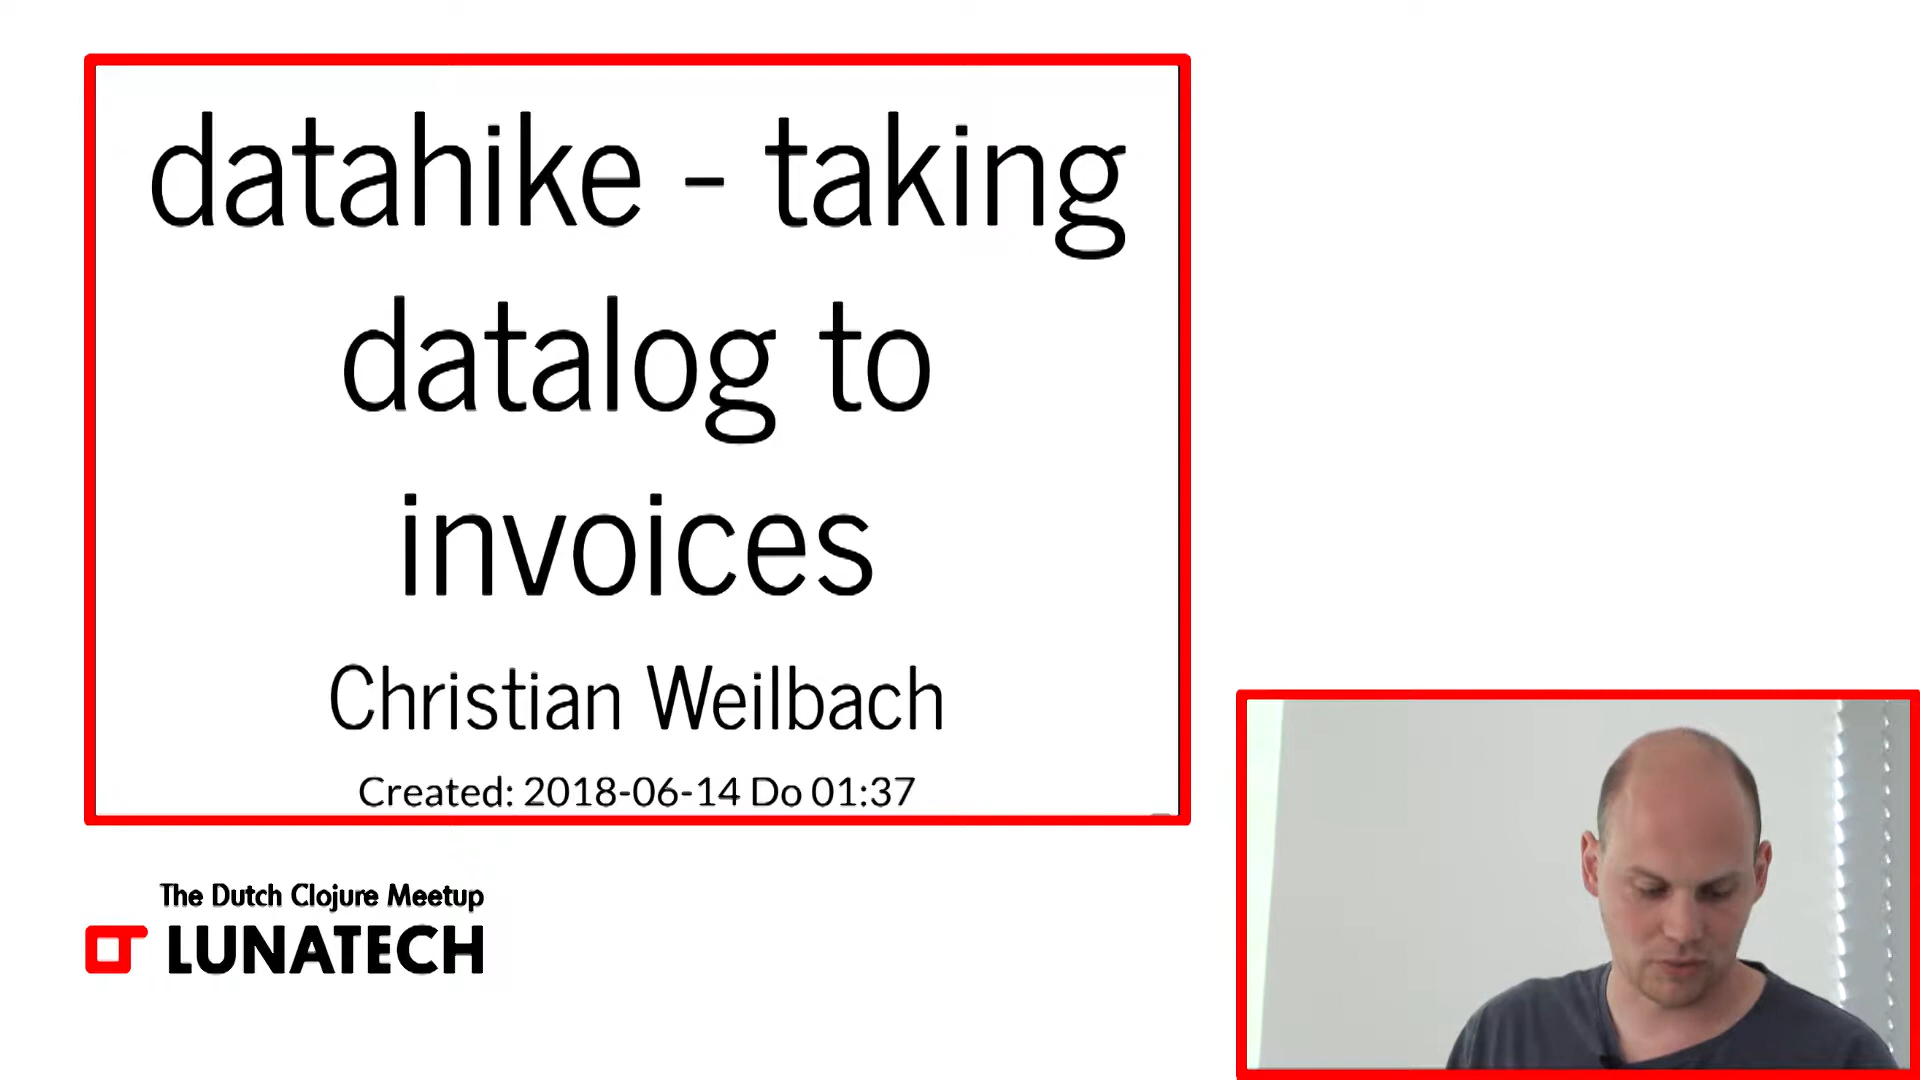 datahike - taking
datalog to
invoices
Christian Weilbach
Created: 2018-06-14 Do 01:37
The Dutch Clojure Meetup
LUNATECH